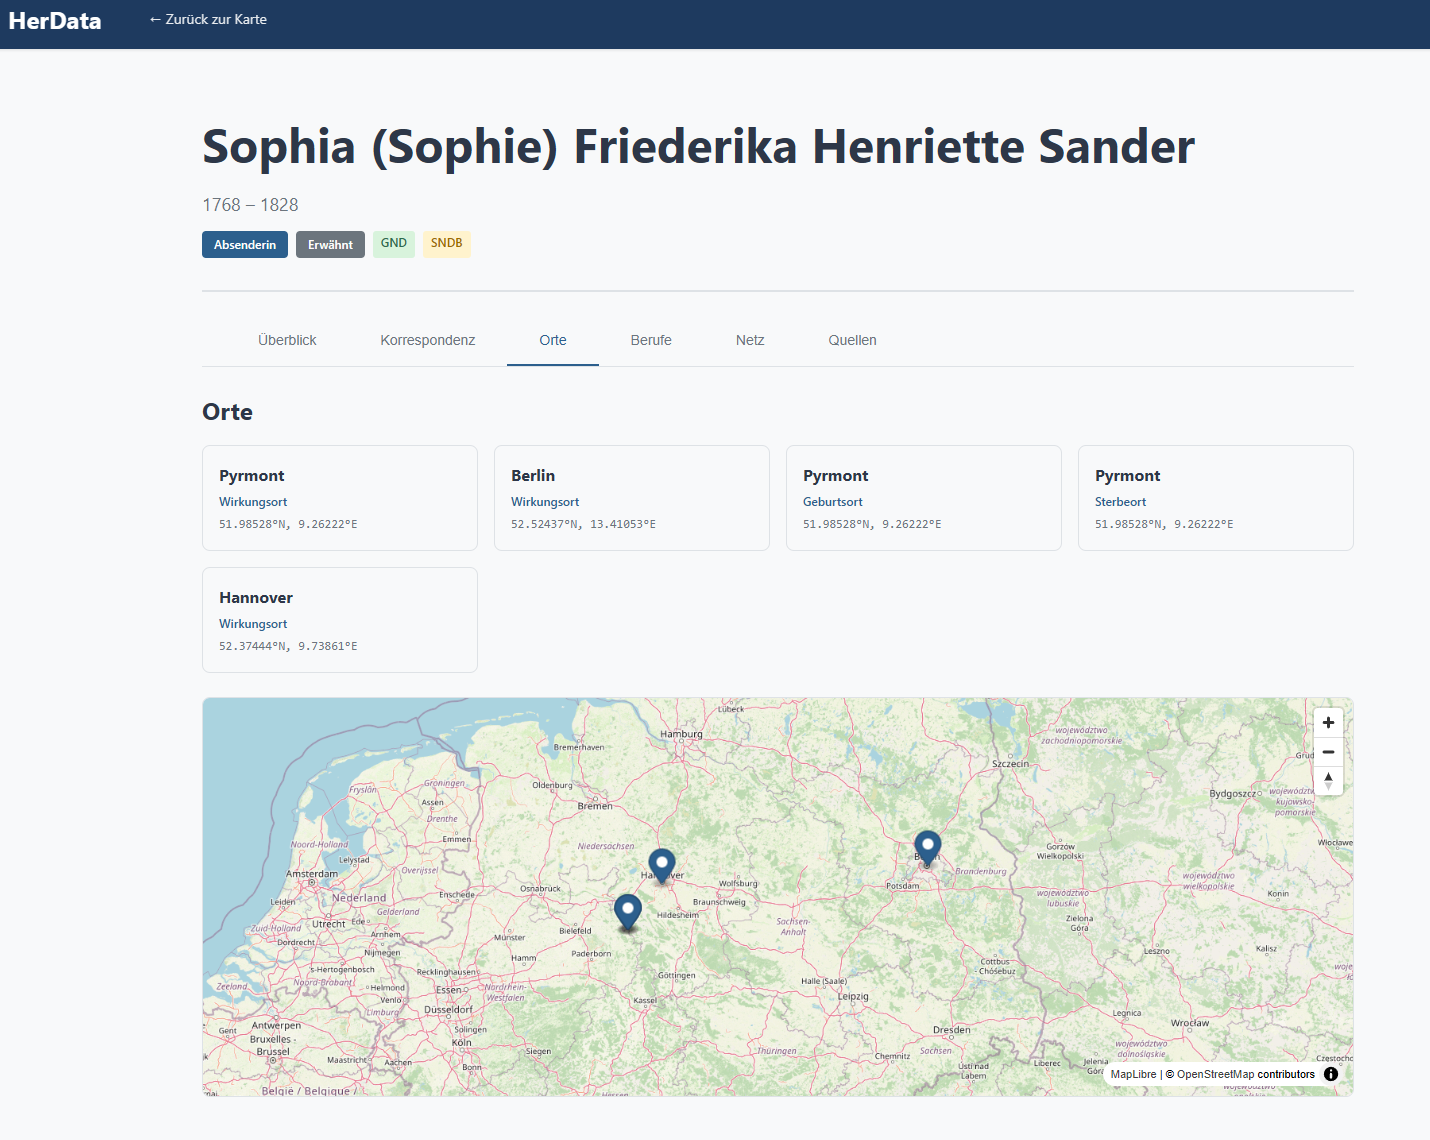 HerData
← Zurück zur Karte
Sophia (Sophie) Friederika Henriette Sander
1768 – 1828
Absenderin Erwähnt GND SNDB
Überblick Korrespondenz Orte Berufe Netz Quellen
Orte
Pyrmont
Wirkungsort
51.98528°N, 9.26222°E
Berlin
Wirkungsort
52.52437°N, 13.41053°E
Pyrmont
Geburtsort
51.98528°N, 9.26222°E
Pyrmont
Sterbeort
51.98528°N, 9.26222°E
Hannover
Wirkungsort
52.37444°N, 9.73861°E
Lübeck
Hamburg
Bremerhaven
województwo
zachodniopomorskie
Szczecin
Groningen
Fryslân
Assen
Drenthe
Oldenburg
Bremen
Bydgoszcz
kujawsko-
pomorskie
Noord-Holland
Emmen
Niedersachsen
Lelystad
Overijssel
Gorzów
Wielkopolski
Amsterdam
Brandenburg
Potsdam
Wolfsburg
Osnabrück
Enschede
Leiden
Nederland
Gelderland
Braunschweig
województwo
lubuskie
województwo
wielkopolskie
Konin
Utrecht
Ede
Zuid-Holland
Arnhem
Hildesheim
Bielefeld
Münster
Sachsen-
Anhalt
Zielona
Góra
Dordrecht
Nijmegen
Hamm
Paderborn
Leszno
Kalisz
's-Hertogenbosch
Noord-Brabant
Recklinghausen
Göttingen
Cottbus
- Chóśebuz
Zeeland
Helmond
Venlo
Essen
Nordrhein-
Westfalen
Kassel
Halle (Saale)
Leipzig
Limburg
Düsseldorf
Legnica
Wrocław
Gent
Antwerpen
Bruxelles -
Brussel
Solingen
Köln
Siegen
Thüringen
Dresden
Chemnitz
Sachsen
województwo
dolnośląskie
Maastricht
Aachen
Bonn
Liberec
Jelenia
Ústí nad
Labem
België / Belgique /
Hessen
MapLibre | © OpenStreetMap contributors